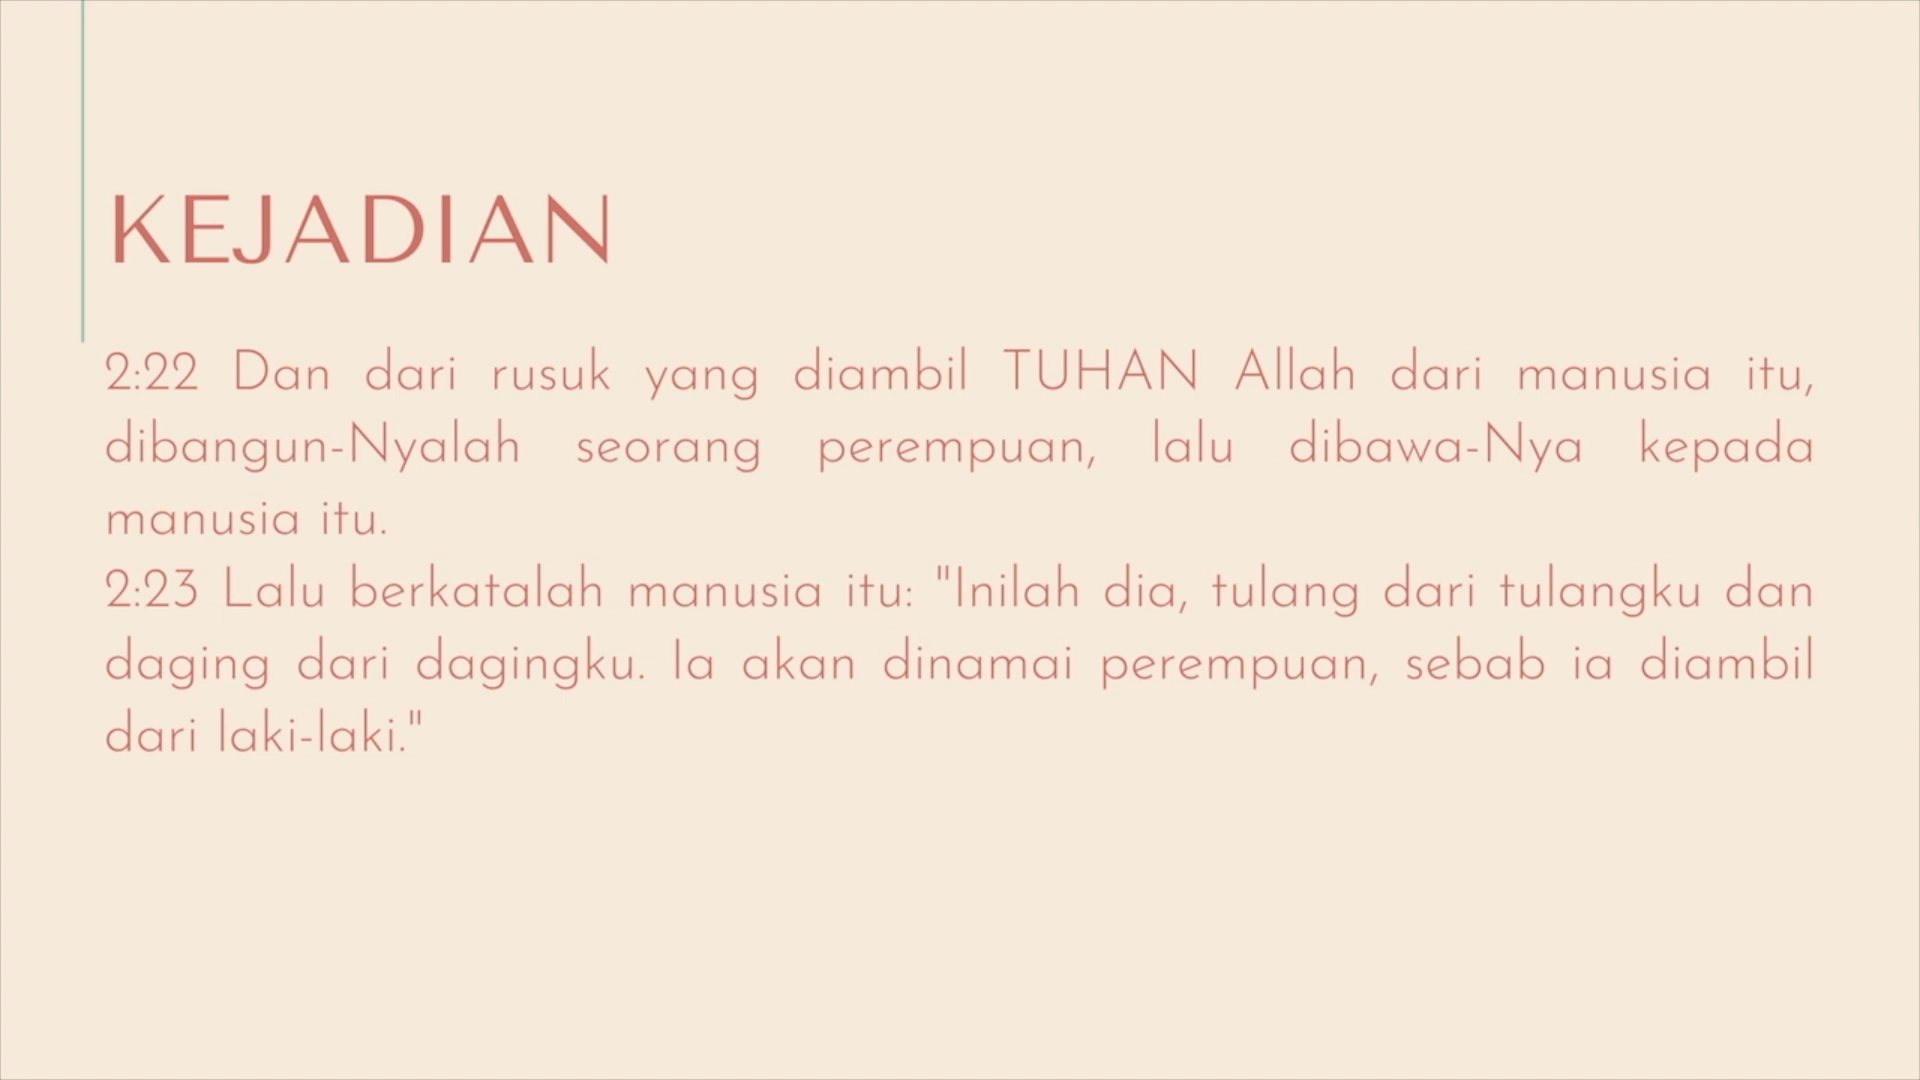 KEJADIAN
2:22 Dan dari rusuk yang diambil TUHAN Allah dari manusia itu,
dibangun-Nyalah seorang perempuan, lalu dibawa-Nya kepada
manusia itu.
2:23 Lalu berkatalah manusia itu: "Inilah dia, tulang dari tulangku dan
daging dari dagingku. Ia akan dinamai perempuan, sebab ia diambil
dari laki-laki."